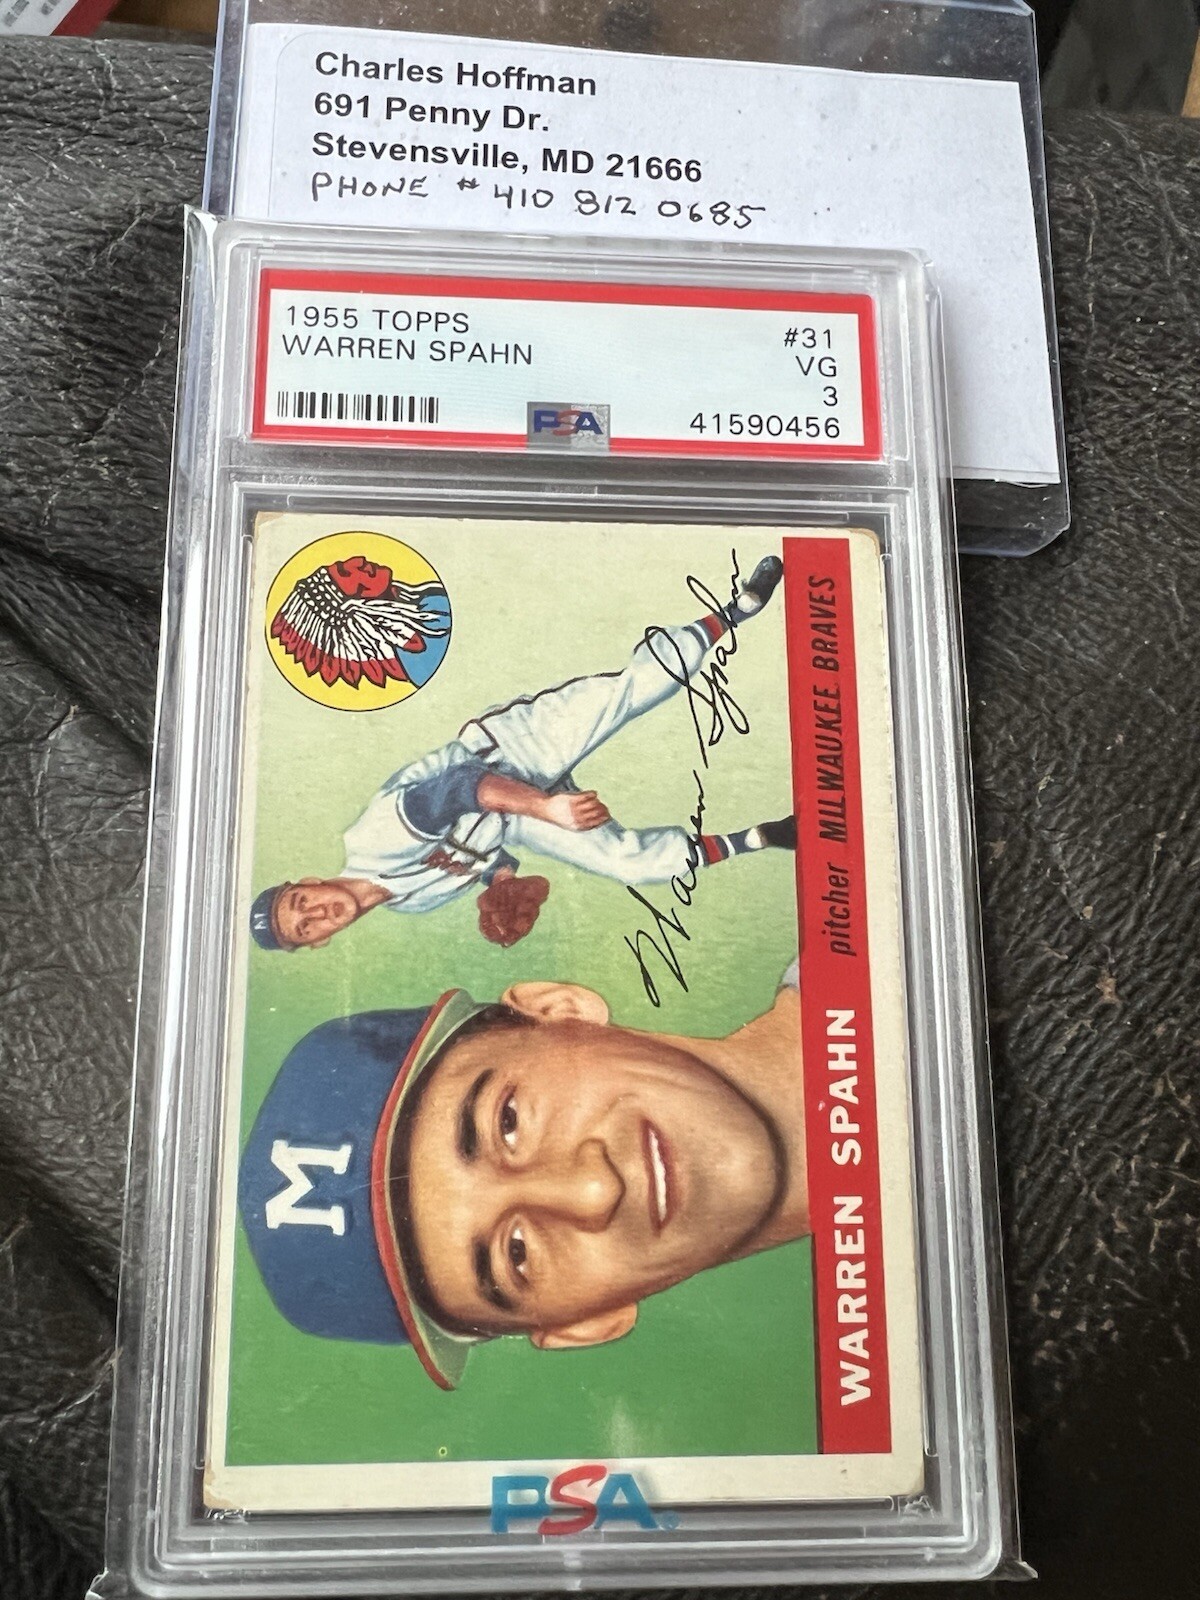 Charles Hoffman
691 Penny Dr.
Stevensville, MD 21666
PHONE # 410 812 0685
1955 TOPPS #31
WARREN SPAHN VG
3
PSA 41590456
Warren Spahn
WARREN SPAHN pitcher MILWAUKEE BRAVES
M
M
PSA